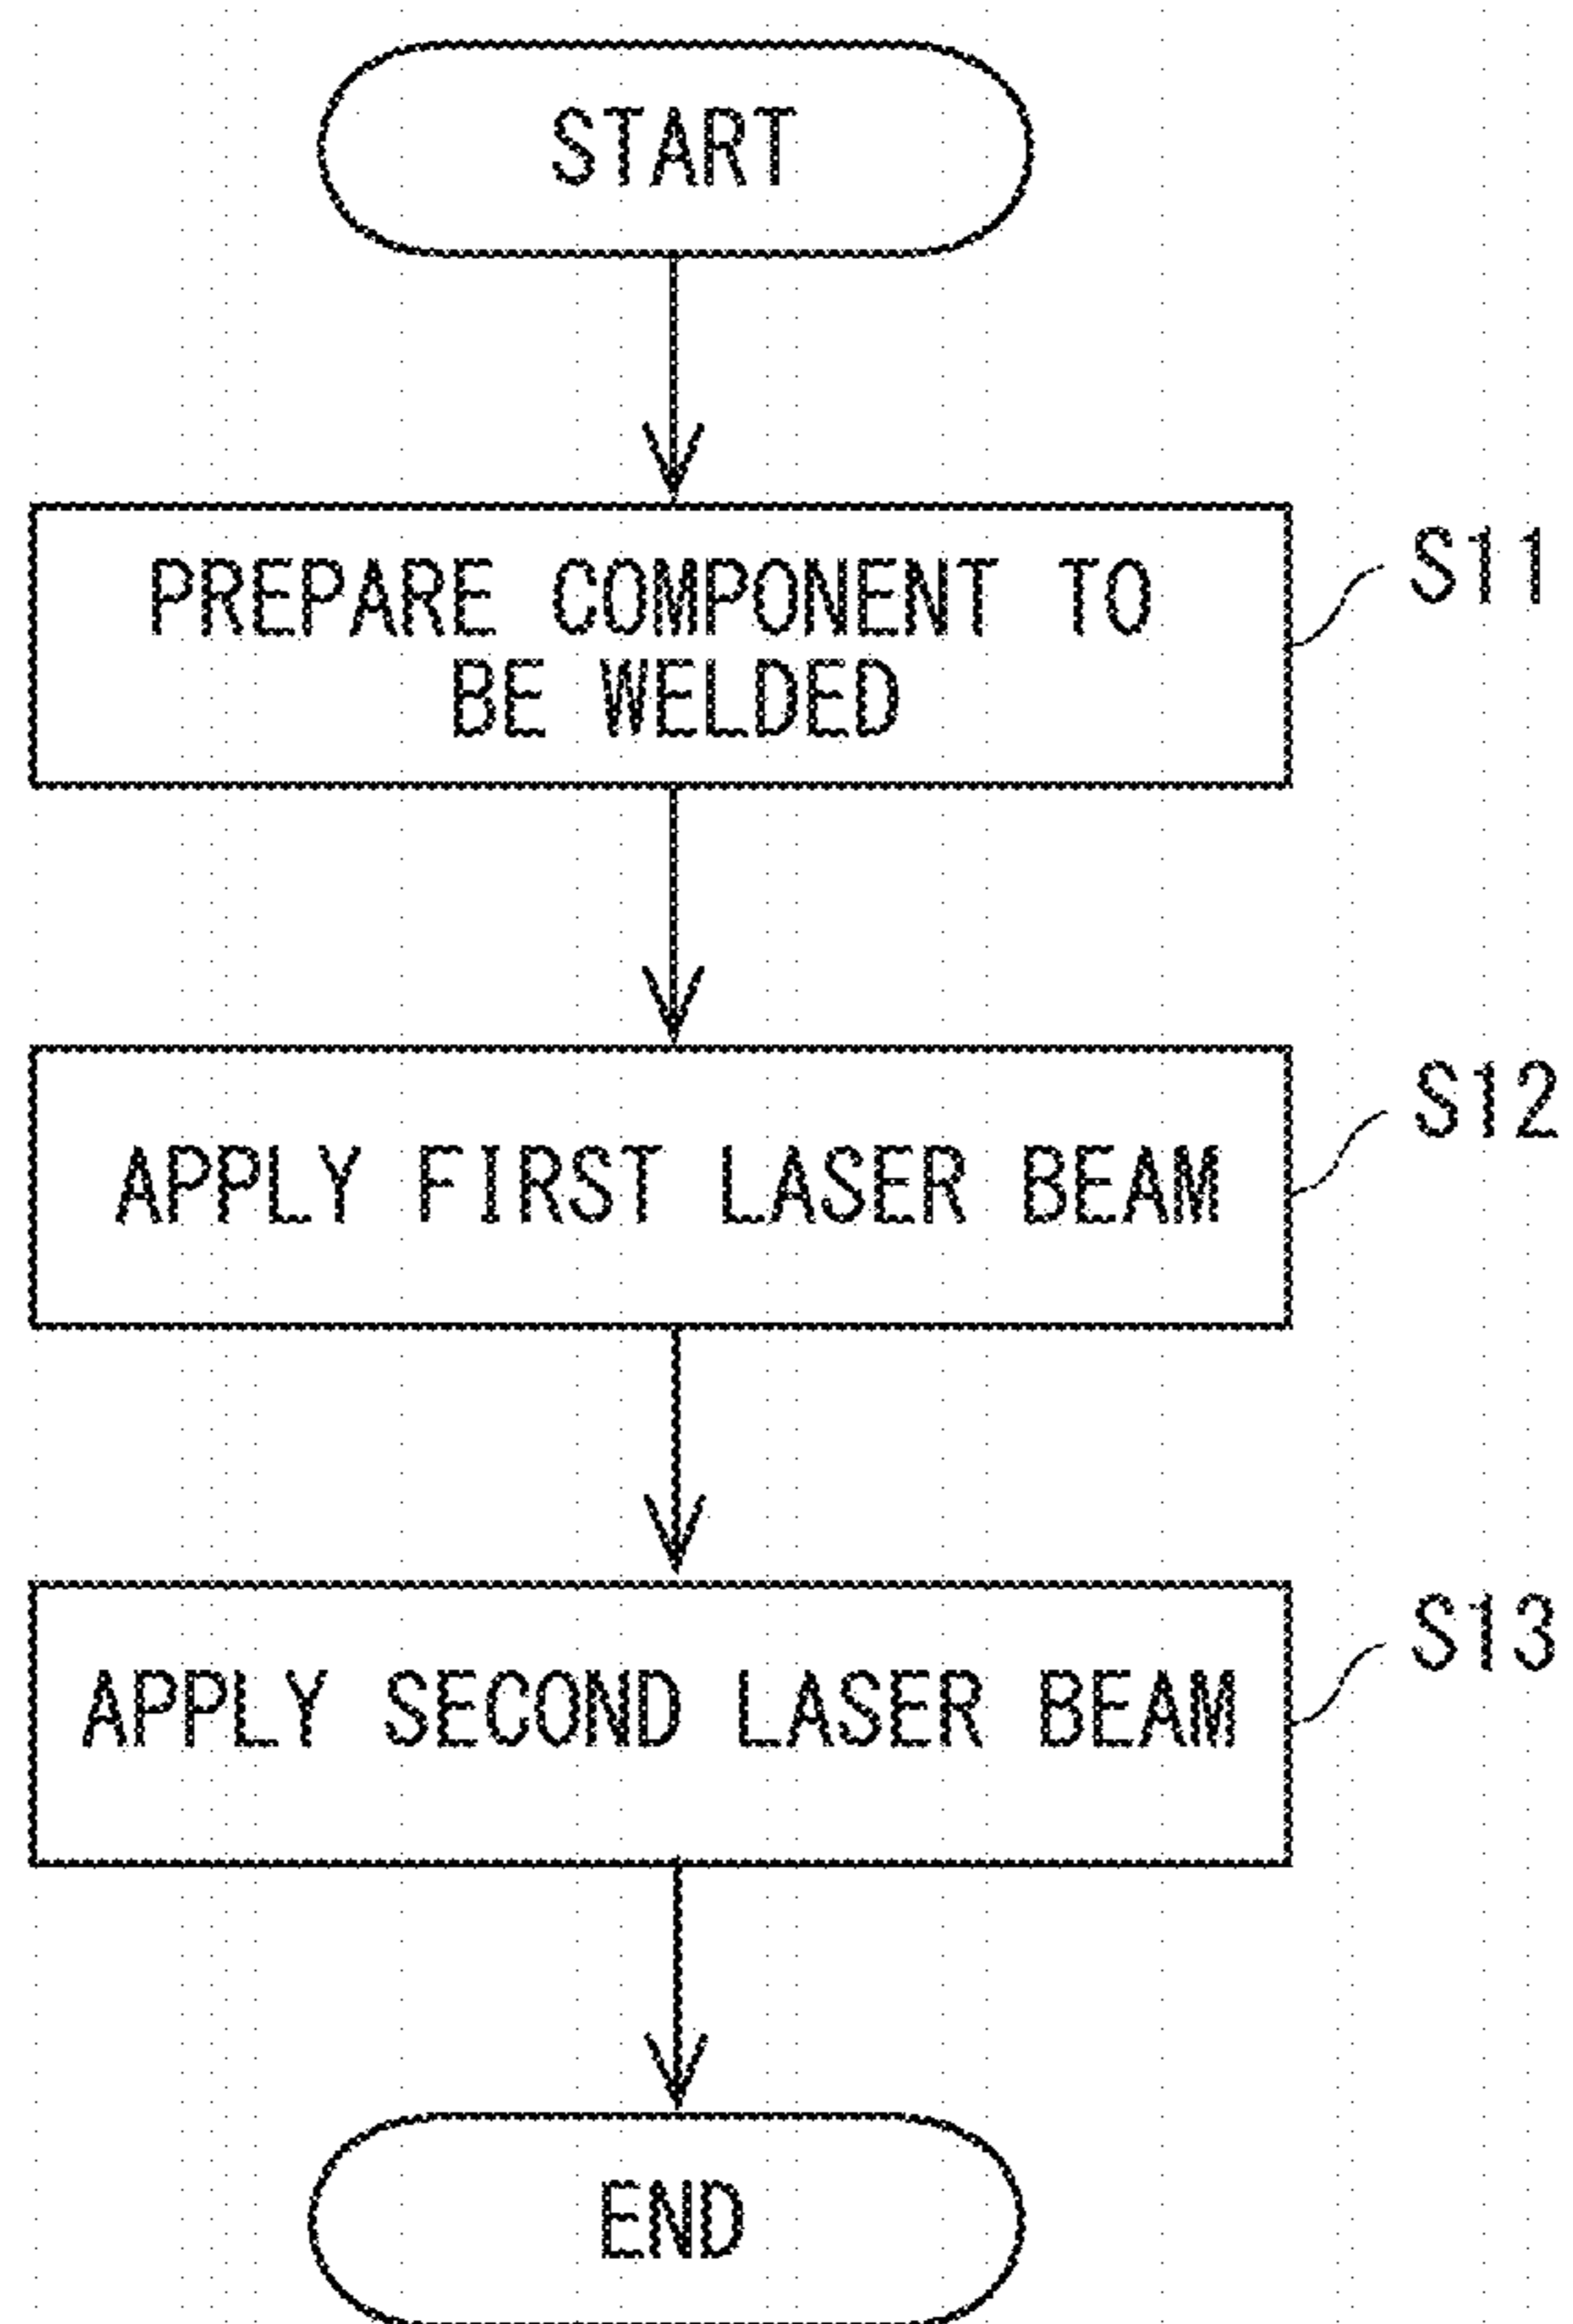 START
PREPARE COMPONENT TO
BE WELDED
S11
APPLY FIRST LASER BEAM
S12
APPLY SECOND LASER BEAM
S13
END